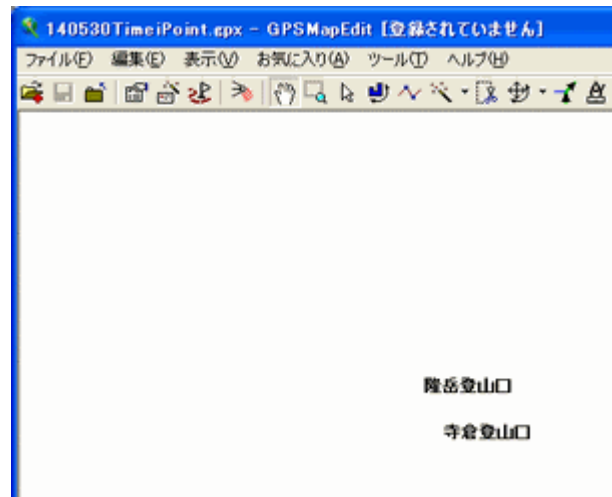 140530TimeiPoint.gpx - GPSMapEdit [登録されていません]
ファイル(F) 編集(E) 表示(V) お気に入り(A) ツール(T) ヘルプ(H)
隆岳登山口
寺倉登山口